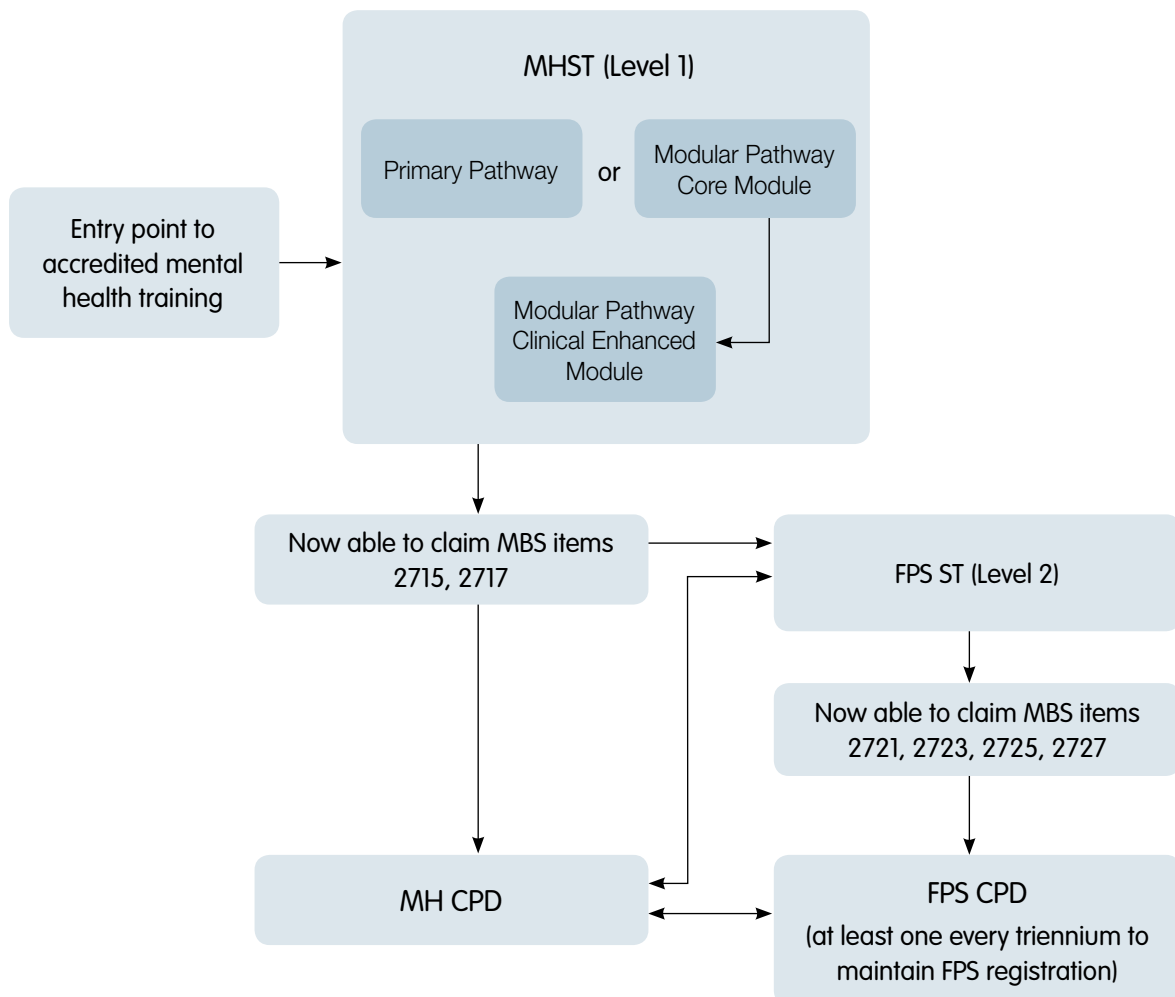 MHST (Level 1)
Primary Pathway
or
Modular Pathway
Core Module
Entry point to
accredited mental
health training
Modular Pathway
Clinical Enhanced
Module
Now able to claim MBS items
2715, 2717
FPS ST (Level 2)
Now able to claim MBS items
2721, 2723, 2725, 2727
MH CPD
FPS CPD
(at least one every triennium to
maintain FPS registration)